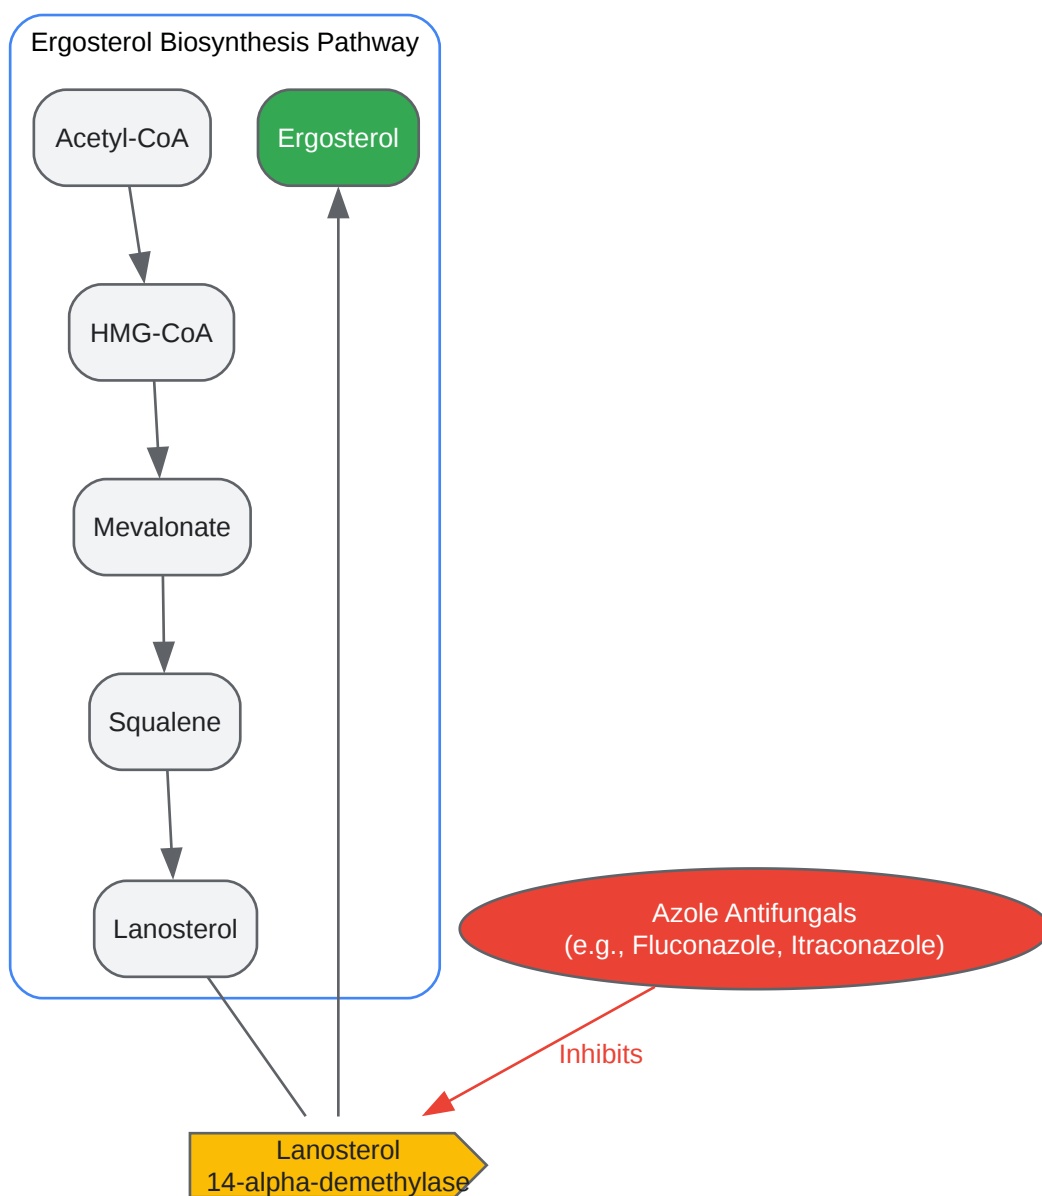 Ergosterol Biosynthesis Pathway
Acetyl-CoA
Ergosterol
HMG-CoA
Mevalonate
Squalene
Lanosterol
Azole Antifungals
(e.g., Fluconazole, Itraconazole)
Inhibits
Lanosterol
14-alpha-demethylase